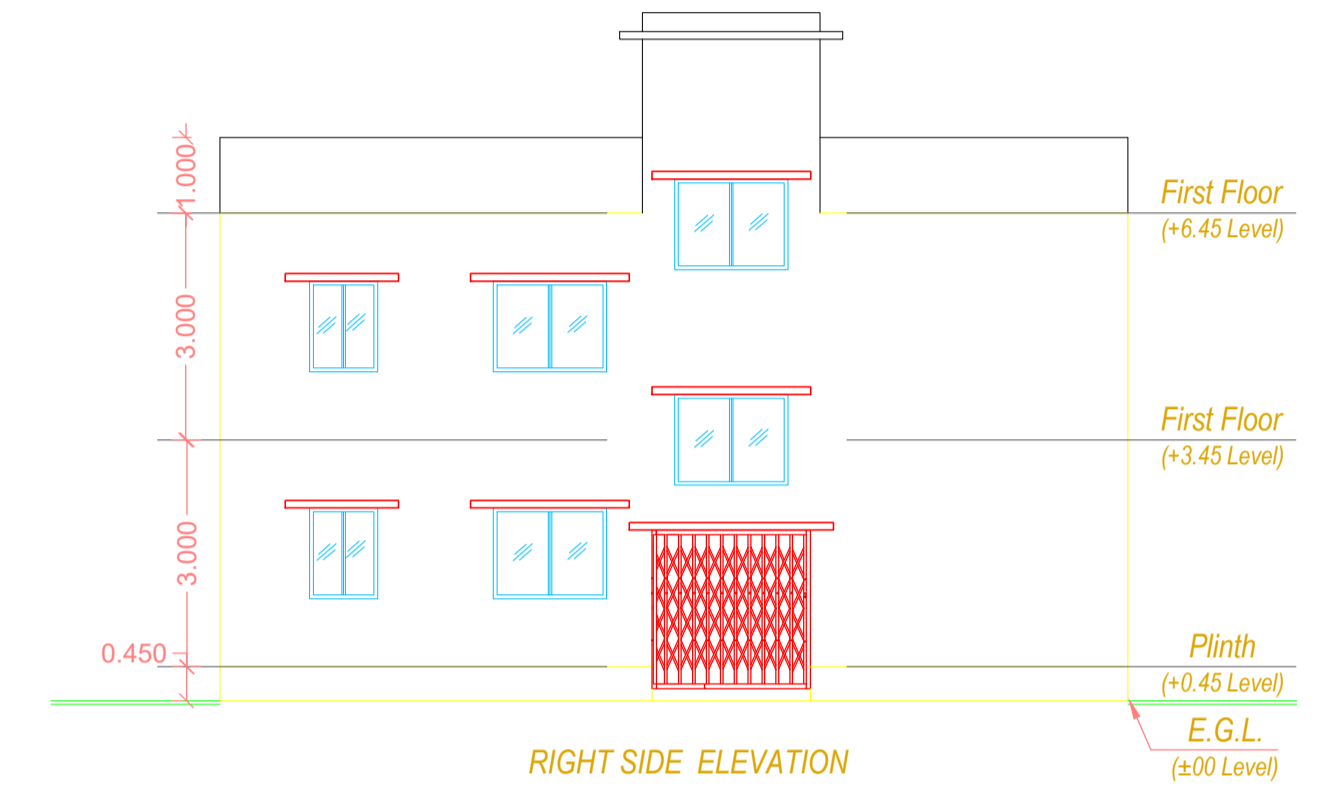 1.000
First Floor
(+6.45 Level)
3.000
First Floor
(+3.45 Level)
3.000
0.450
Plinth
(+0.45 Level)
E.G.L.
(±00 Level)
RIGHT SIDE ELEVATION